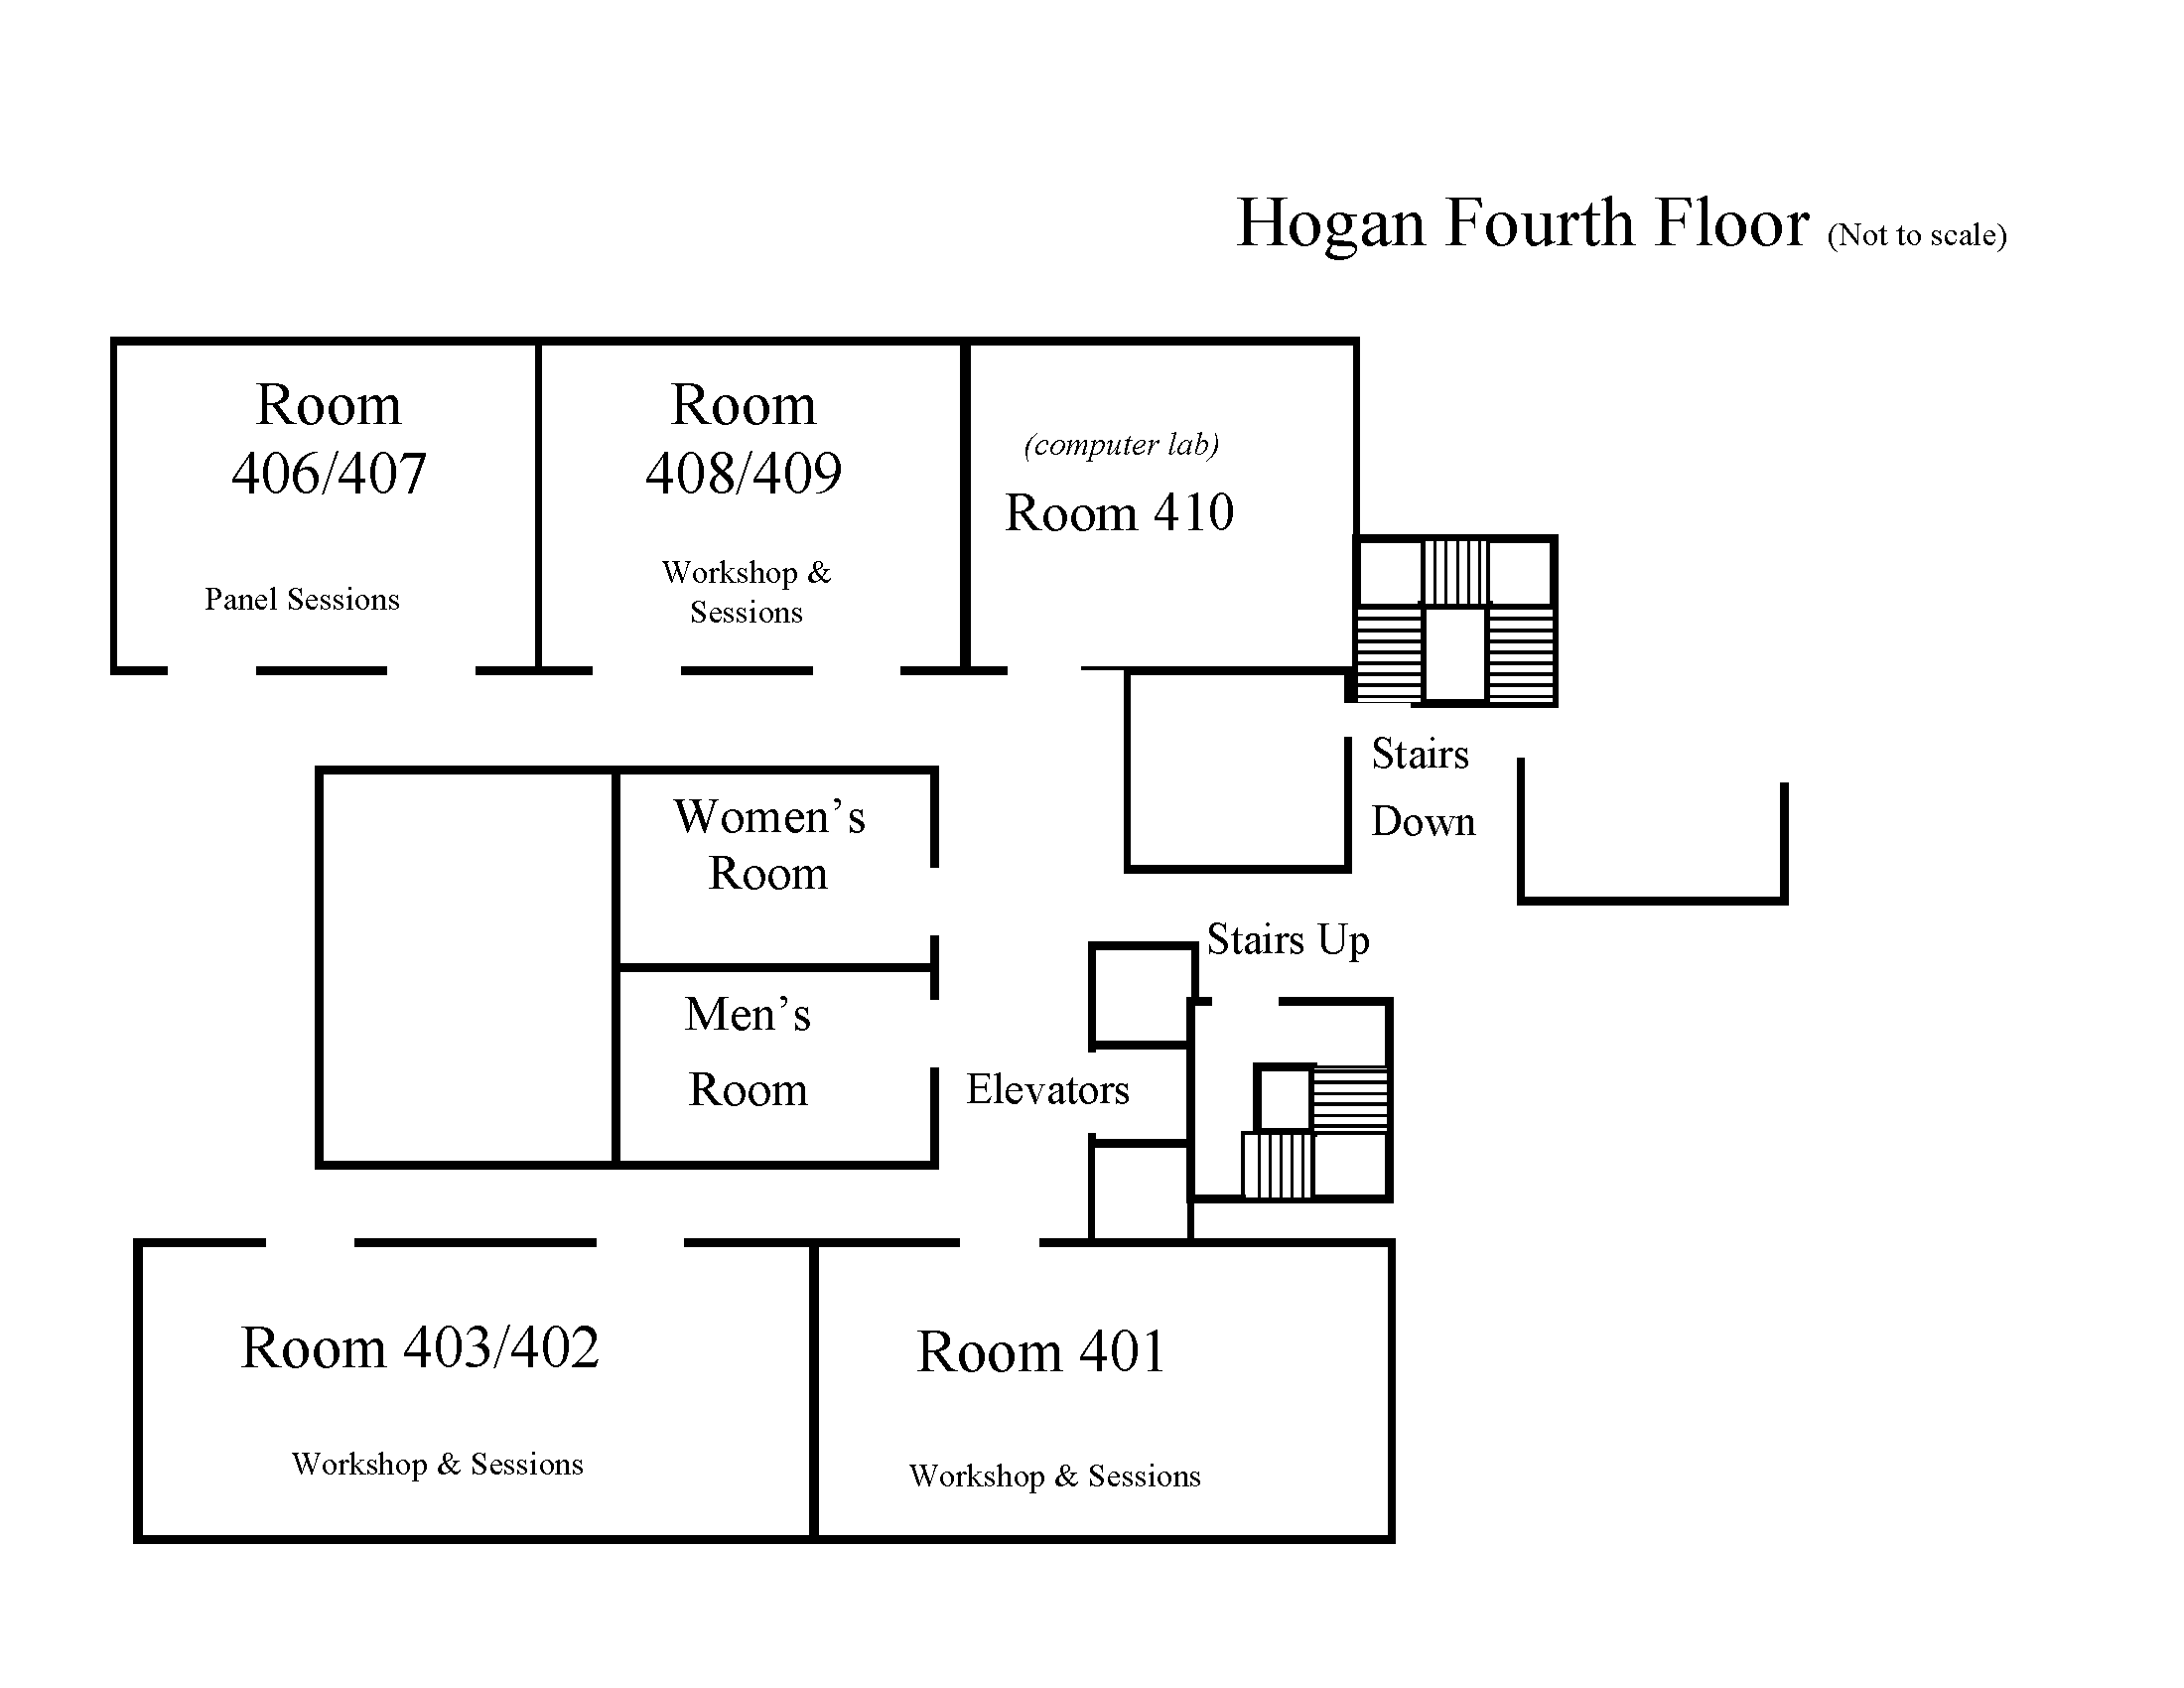 Hogan Fourth Floor (Not to scale)
Room
406/407
Panel Sessions
Room
408/409
Workshop &
Sessions
(computer lab)
Room 410
Stairs
Down
Women’s
Room
Stairs Up
Men’s
Room
Elevators
Room 403/402
Workshop & Sessions
Room 401
Workshop & Sessions